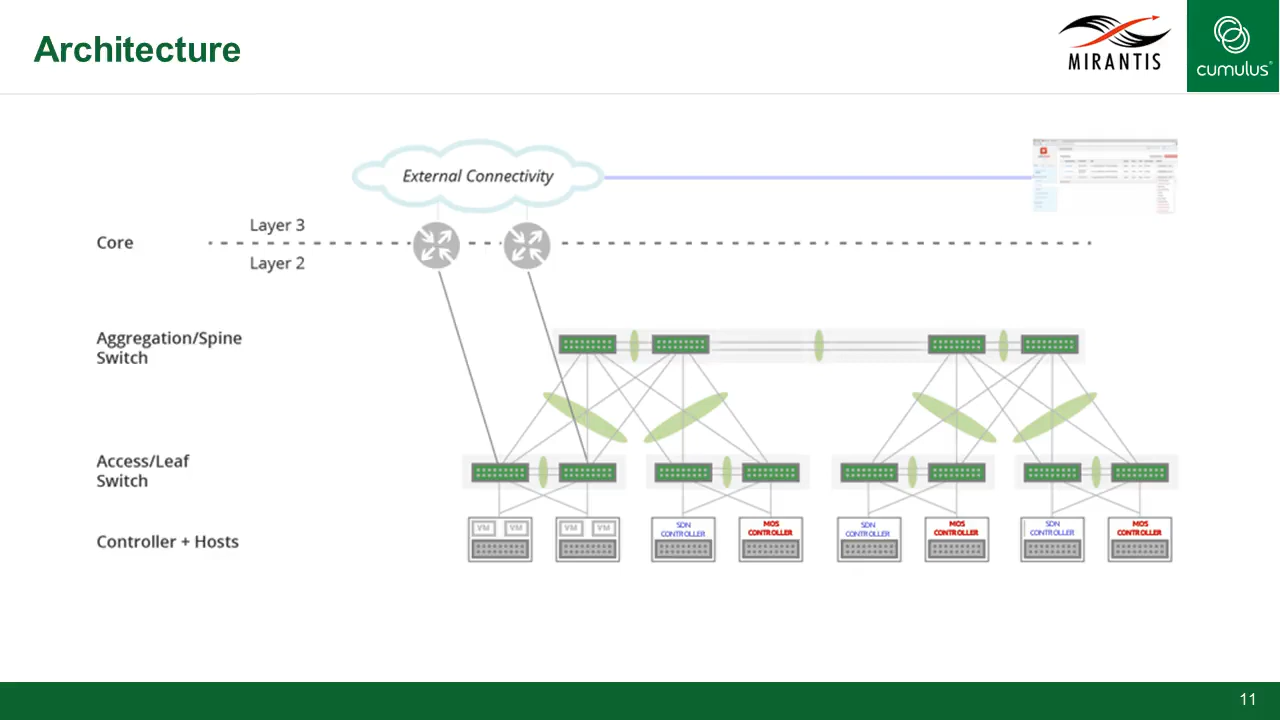 Architecture
MIRANTIS
cumulus®
External Connectivity
Layer 3
Core
Layer 2
Aggregation/Spine
Switch
Access/Leaf
Switch
Controller + Hosts
VM VM VM VM
SDN CONTROLLER
MOS CONTROLLER
SDN CONTROLLER
MOS CONTROLLER
SDN CONTROLLER
MOS CONTROLLER
11